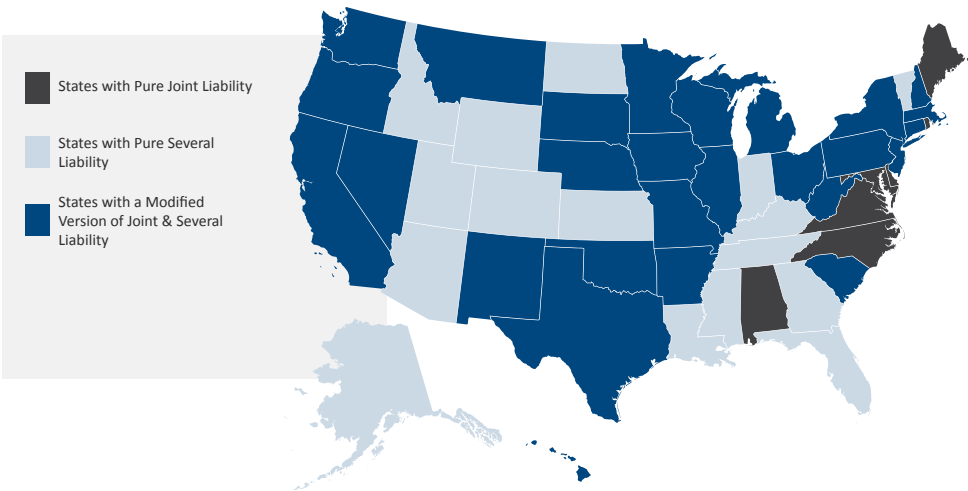 States with Pure Joint Liability
States with Pure Several
Liability
States with a Modified
Version of Joint & Several
Liability